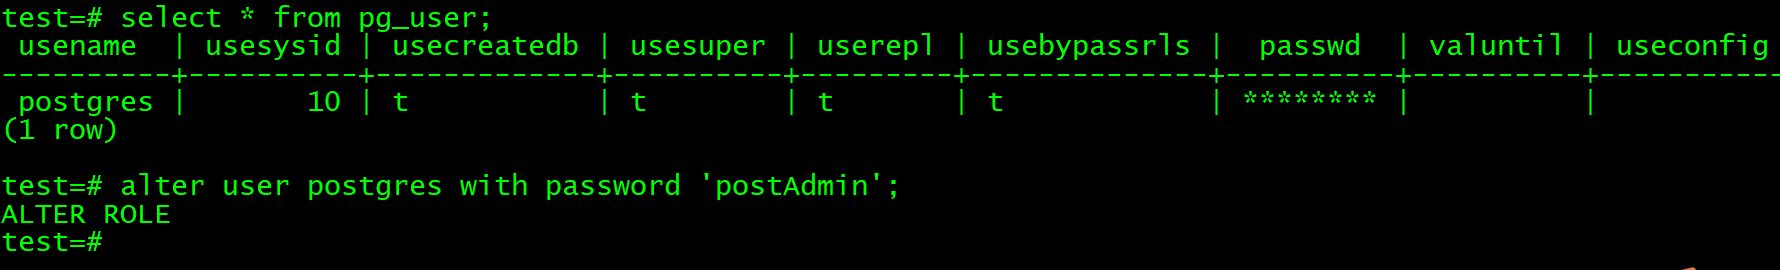 test=# select * from pg_user;
 usename  | usesysid | usecreatedb | usesuper | userepl | usebypassrls |  passwd  | valuntil | useconfig
----------+----------+-------------+----------+---------+--------------+----------+----------+-----------
 postgres |       10 | t           | t        | t       | t            | ******** |          |
(1 row)

test=# alter user postgres with password 'postAdmin';
ALTER ROLE
test=#